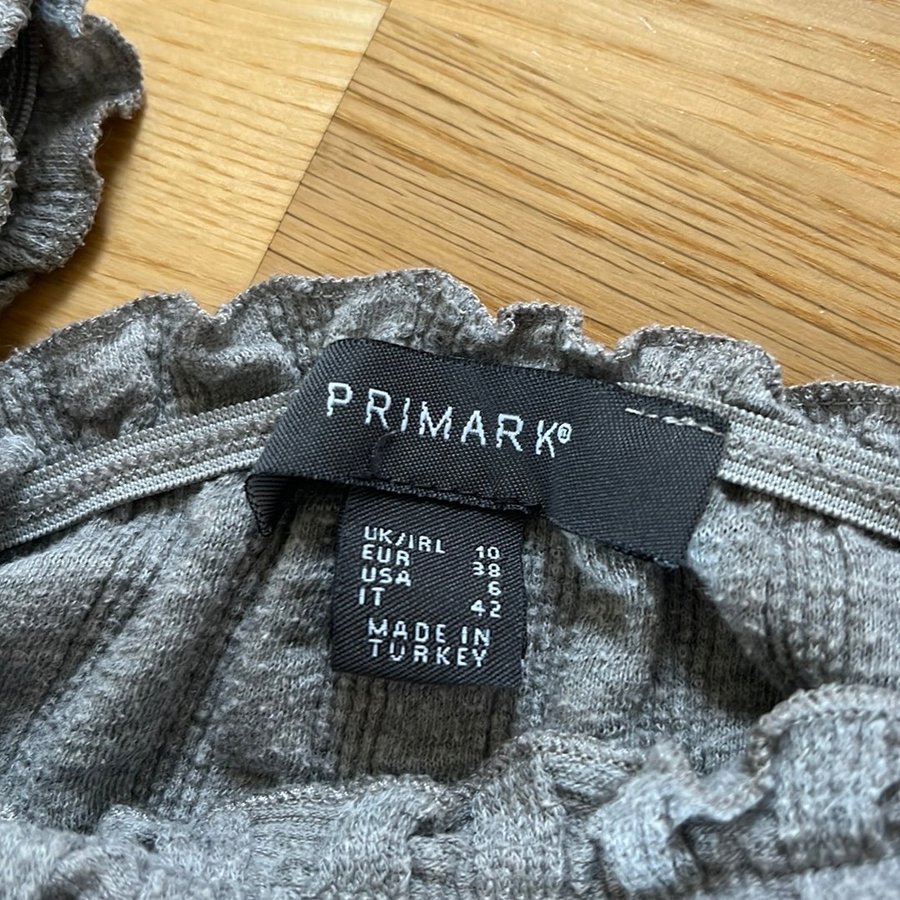 PRIMARK®
UK/IRL 10
EUR 38
USA 6
IT 42
MADE IN
TURKEY